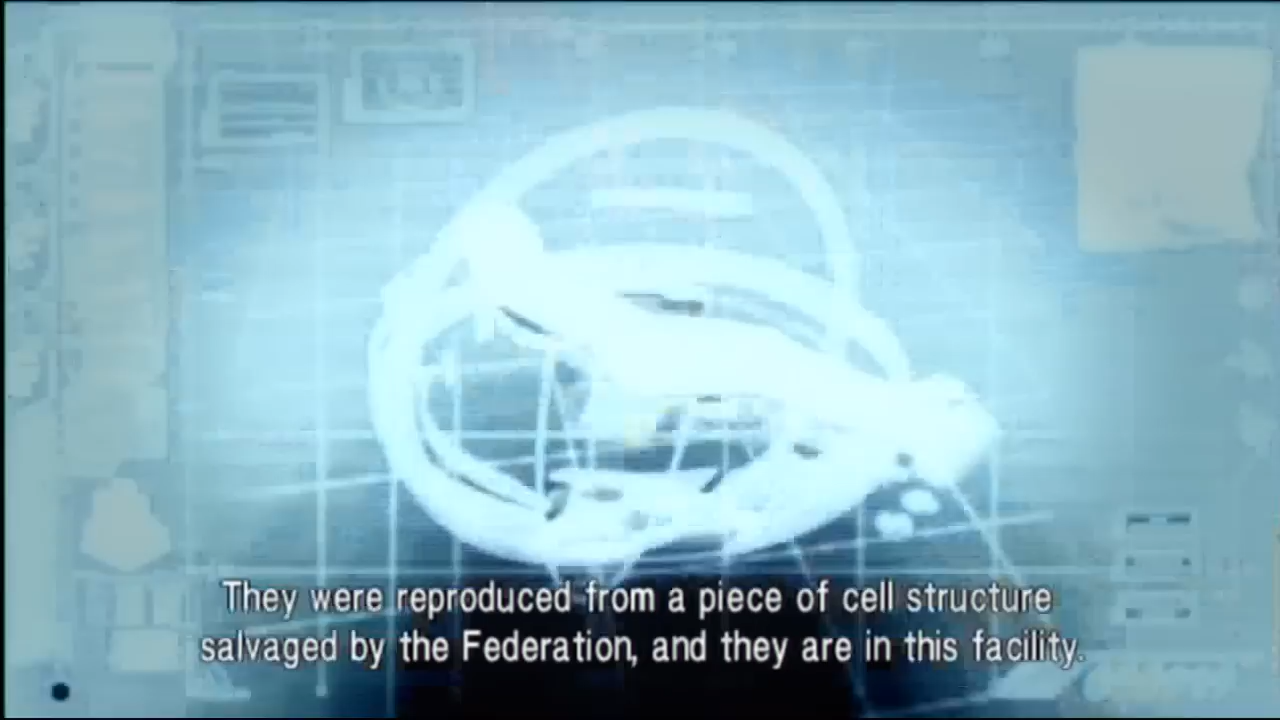 They were reproduced from a piece of cell structure
salvaged by the Federation, and they are in this facility.